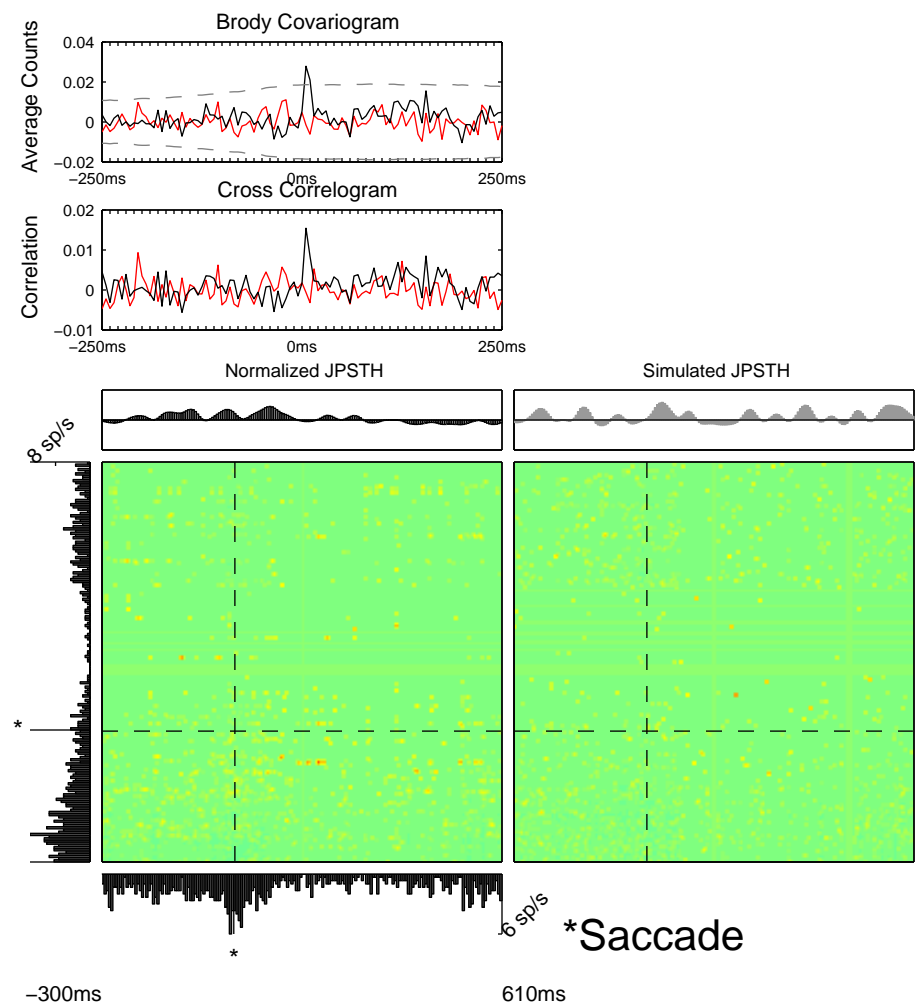 Brody Covariogram
0.04
0.02
0
−0.02
Average Counts
−250ms
0ms
250ms
Cross Correlogram
0.02
0.01
0
−0.01
Correlation
−250ms
0ms
250ms
Normalized JPSTH
Simulated JPSTH
8 sp/s
*
6 sp/s
*
*Saccade
−300ms
610ms